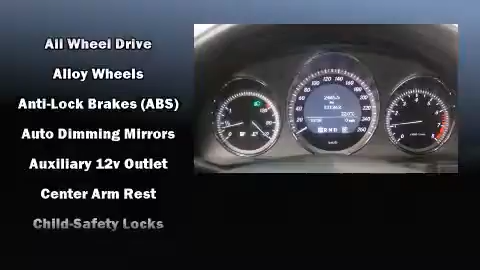 All Wheel Drive
Alloy Wheels
Anti-Lock Brakes (ABS)
Auto Dimming Mirrors
Auxiliary 12v Outlet
Center Arm Rest
Child-Safety Locks